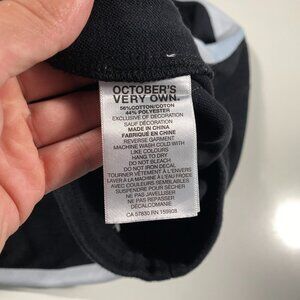 OCTOBER'S
VERY OWN.
56%COTTON/COTON
44% POLYESTER
EXCLUSIVE OF DECORATION
SAUF DÉCORATION
MADE IN CHINA
FABRIQUÉ EN CHINE
REVERSE GARMENT
MACHINE WASH COLD WITH
LIKE COLOURS
HANG TO DRY
DO NOT BLEACH
DO NOT IRON DECAL
TOURNER VÊTEMENT À L'ENVERS
LAVER À LA MACHINE À L'EAU FROIDE
AVEC COULEURS SEMBLABLES
SUSPENDRE POUR SÉCHER
NE PAS JAVELLISER
NE PAS REPASSER
DÉCALCOMANIE
CA 57830 RN 159908